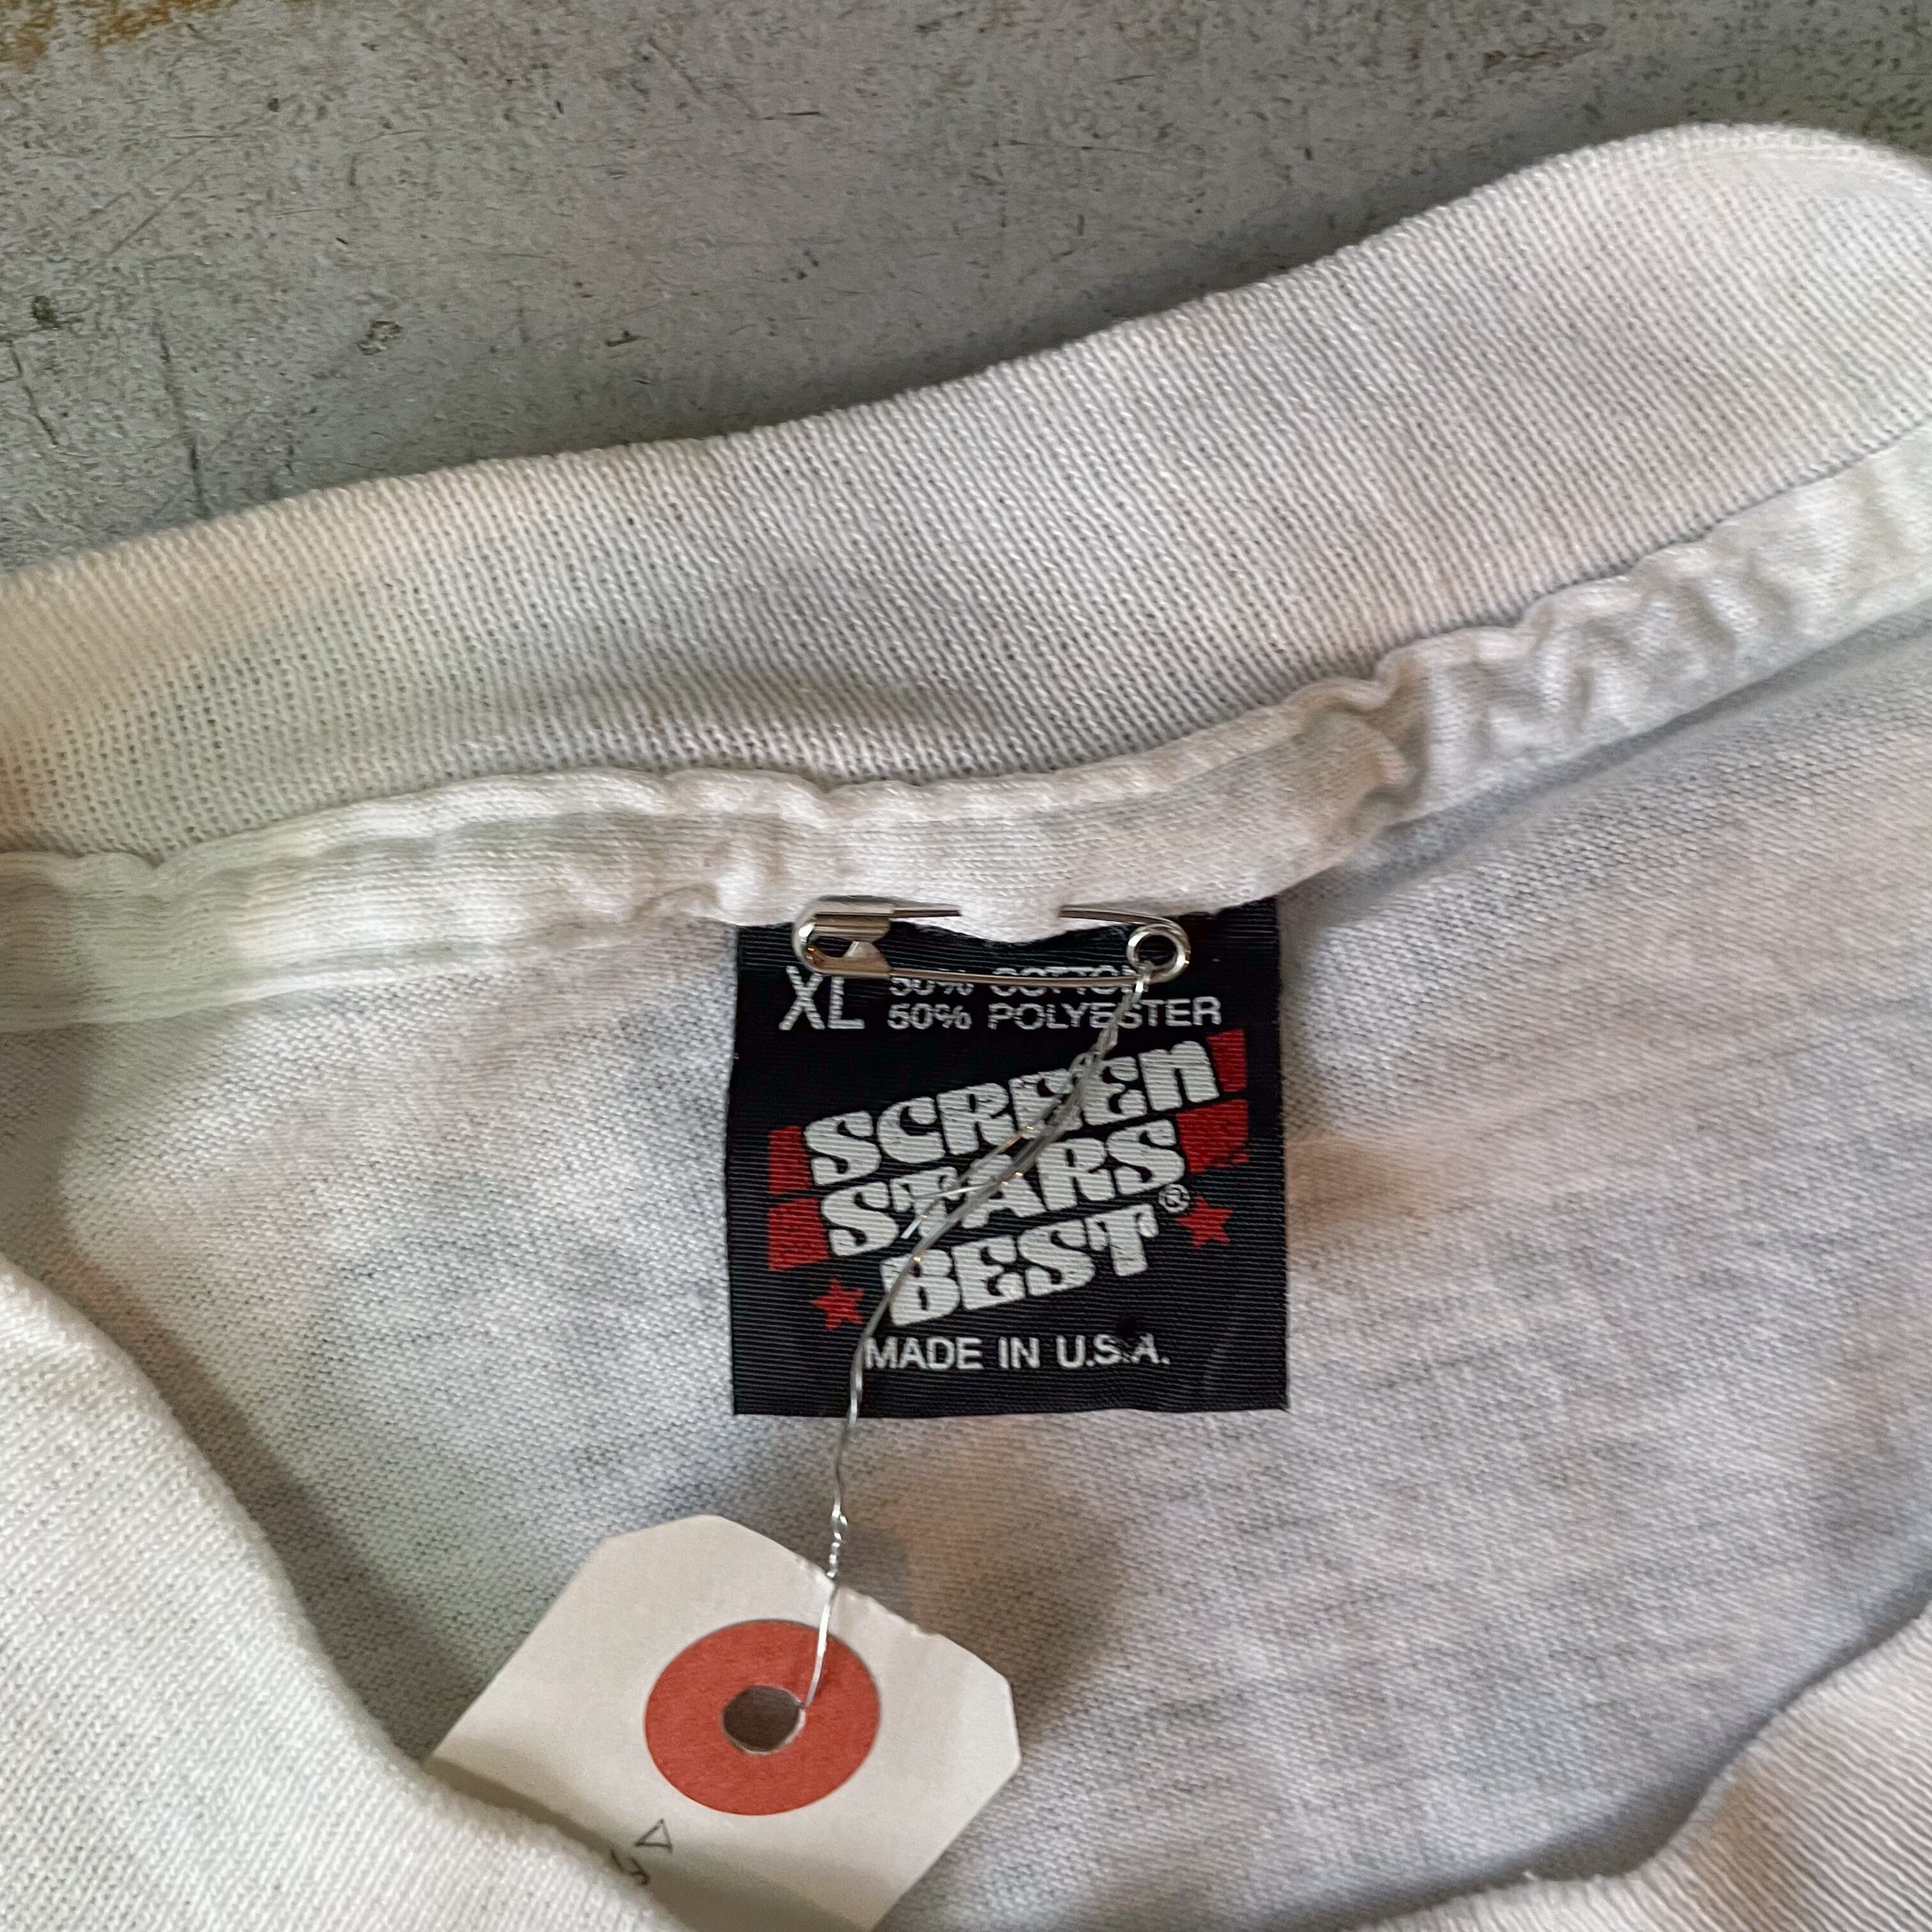 XL 50% COTTON
50% POLYESTER
SCREEN
STARS
BEST®
MADE IN U.S.A.